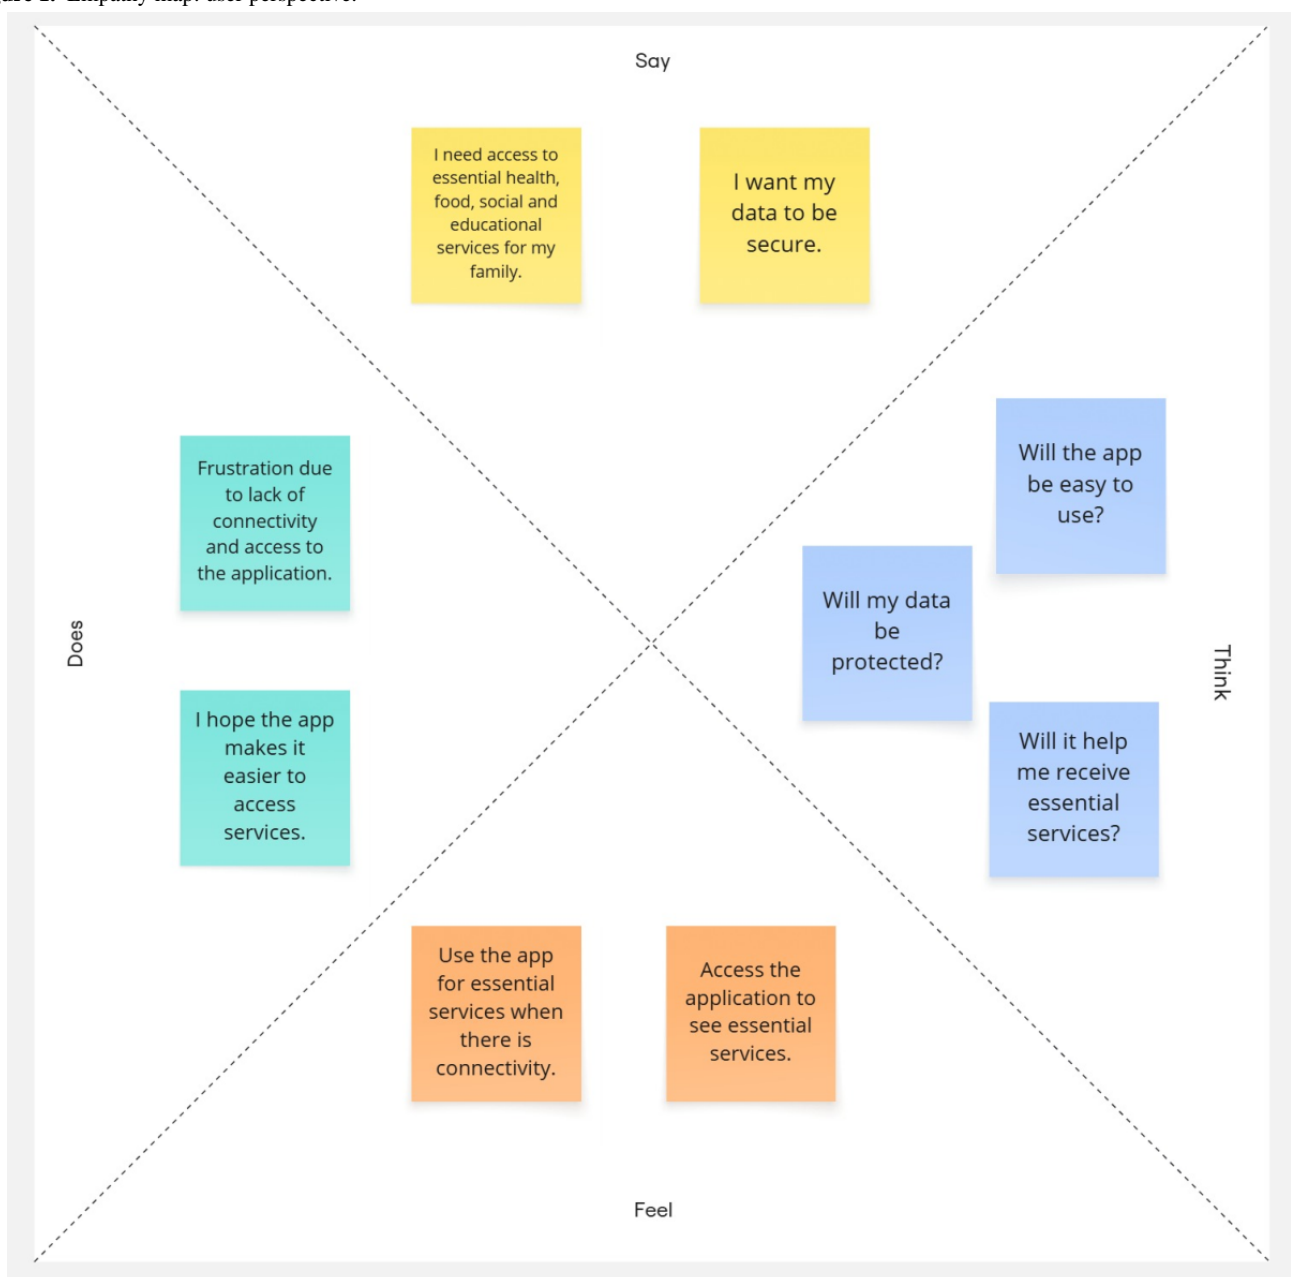 Empathy map: user perspective.
Say
I need access to
essential health,
food, social and
educational
services for my
family.
I want my
data to be
secure.
Frustration due
to lack of
connectivity
and access to
the application.
Will the app
be easy to
use?
Will my data
be
protected?
Does
Think
I hope the app
makes it
easier to
access
services.
Will it help
me receive
essential
services?
Use the app
for essential
services when
there is
connectivity.
Access the
application to
see essential
services.
Feel